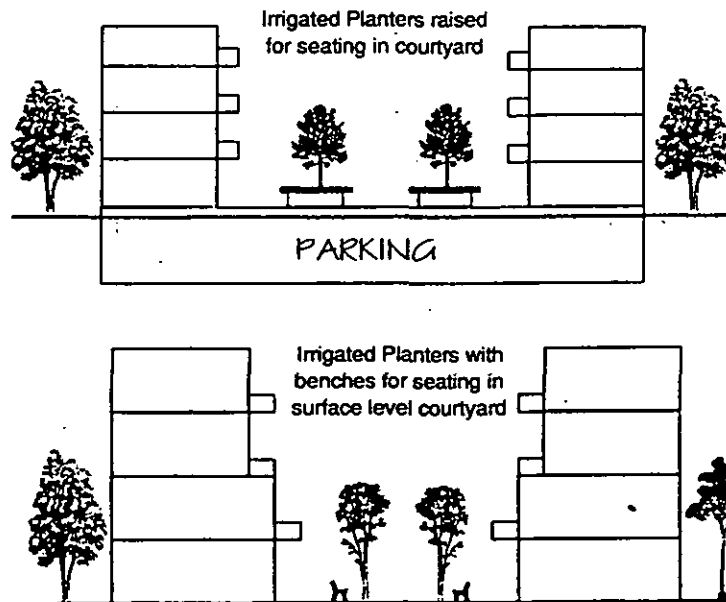 Irrigated Planters raised
for seating in courtyard
PARKING
Irrigated Planters with
benches for seating in
surface level courtyard